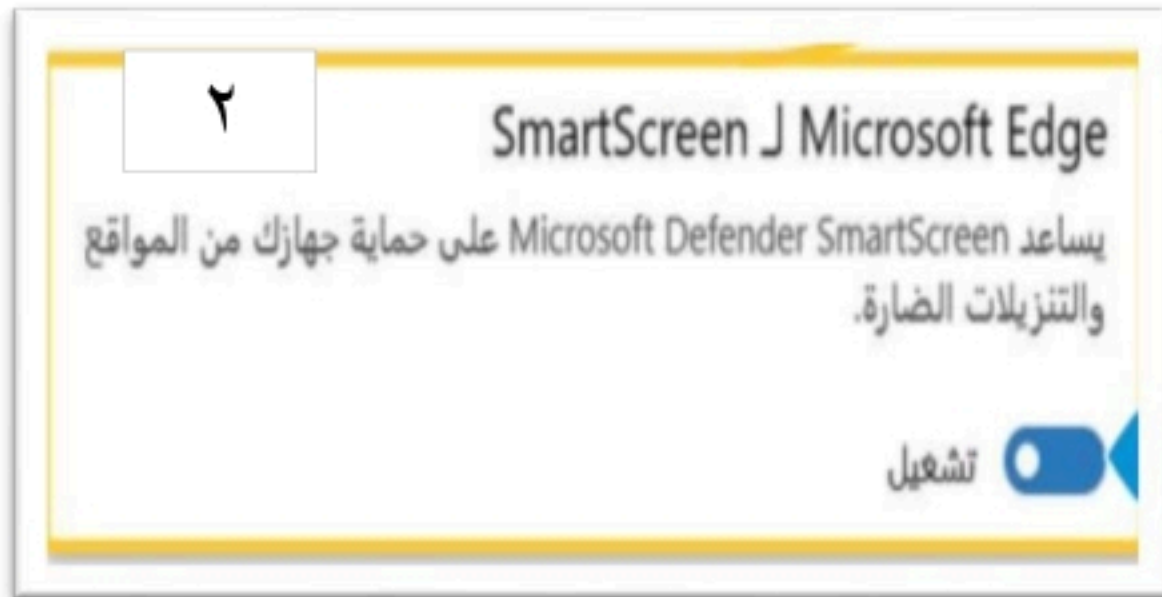 ٢
SmartScreen لـ Microsoft Edge
يساعد Microsoft Defender SmartScreen على حماية جهازك من المواقع
والتنزيلات الضارة.
تشغيل